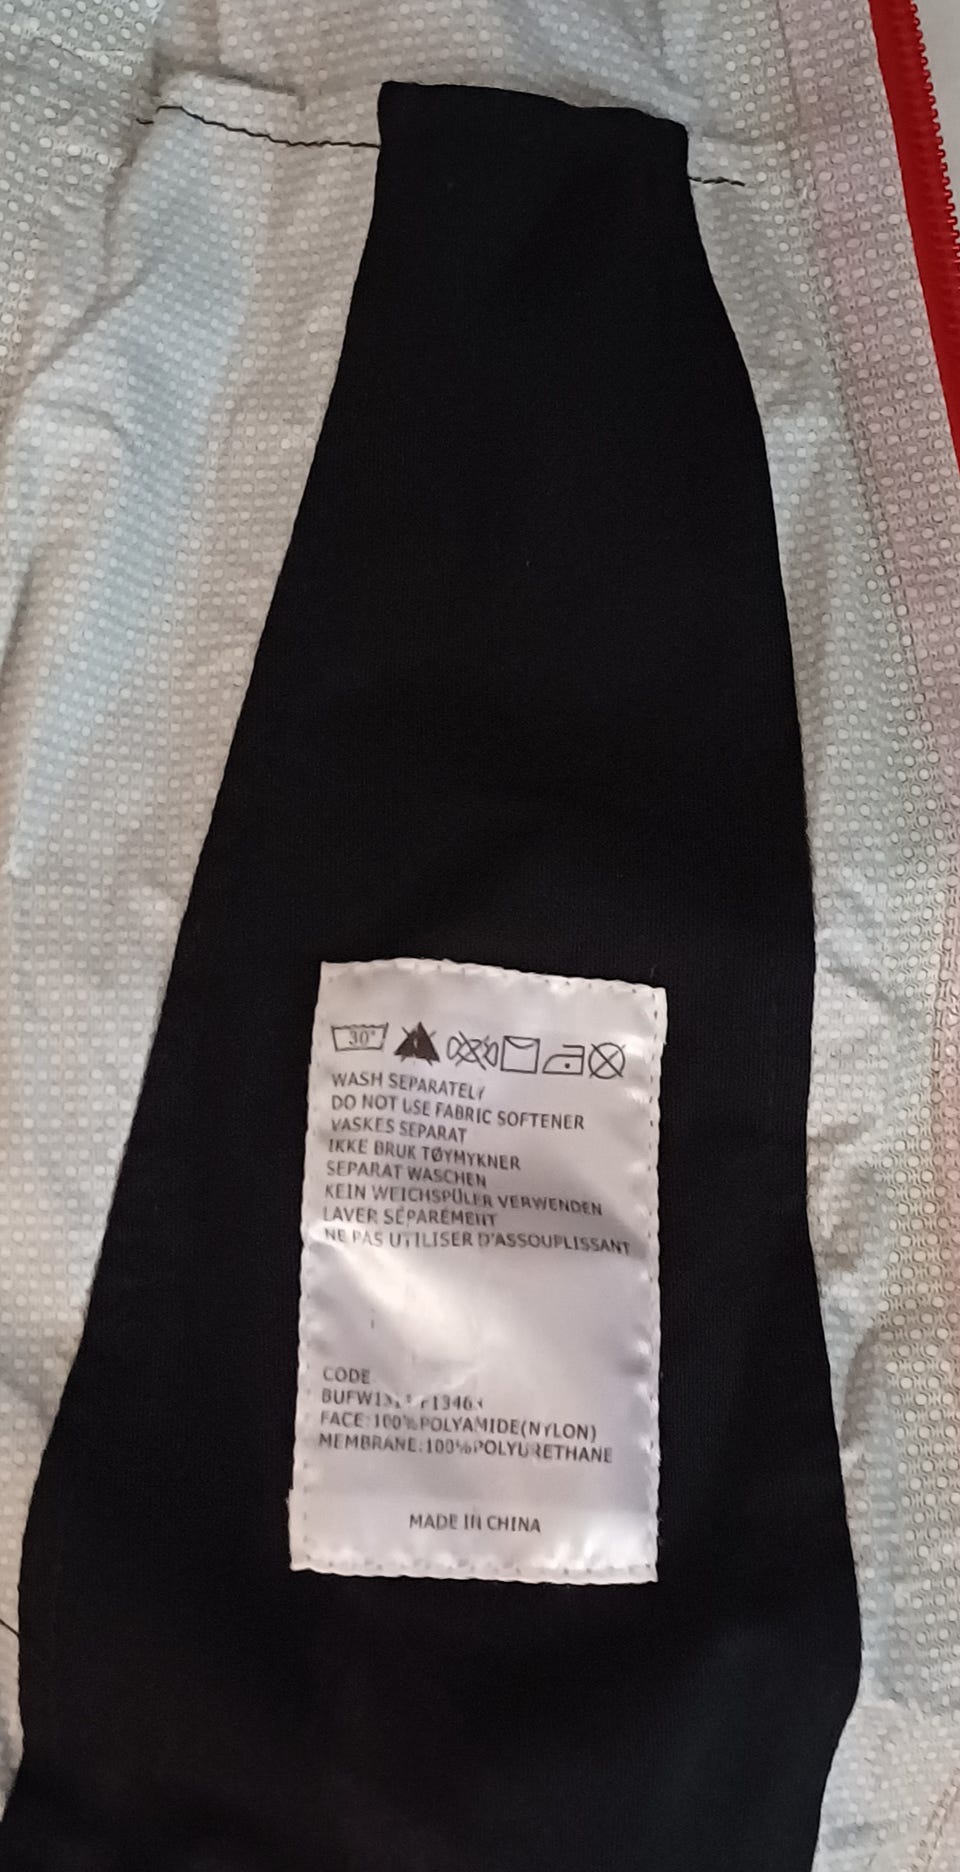 30°
WASH SEPARATELY
DO NOT USE FABRIC SOFTENER
VASKES SEPARAT
IKKE BRUK TØYMYKNER
SEPARAT WASCHEN
KEIN WEICHSPÜLER VERWENDEN
LAVER SÉPARÉMENT
NE PAS UTILISER D'ASSOUPLISSANT
CODE
FACE:100%POLYAMIDE(NYLON)
MEMBRANE:100%POLYURETHANE
MADE IN CHINA